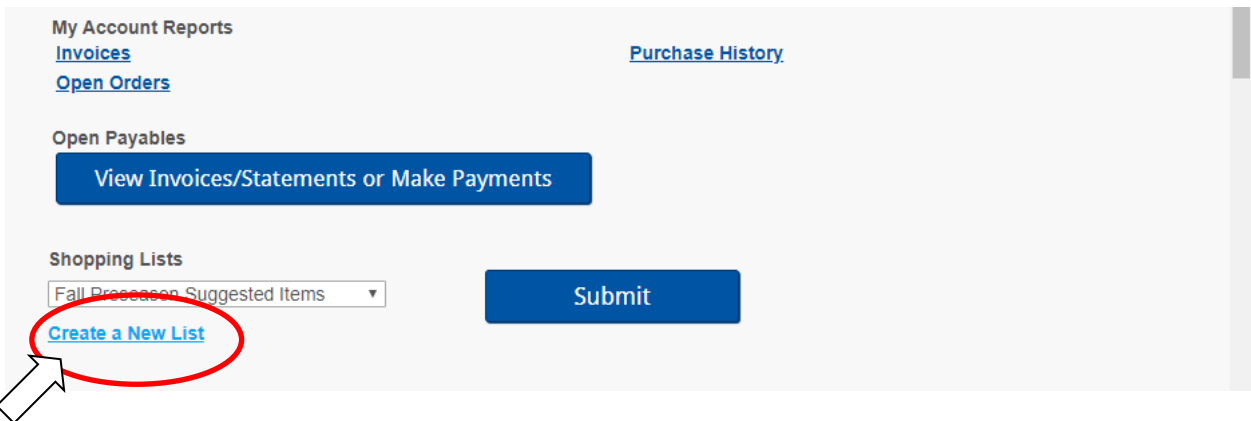 My Account Reports
Invoices Purchase History
Open Orders
Open Payables
View Invoices/Statements or Make Payments
Shopping Lists
Fall Preseason Suggested Items
Submit
Create a New List